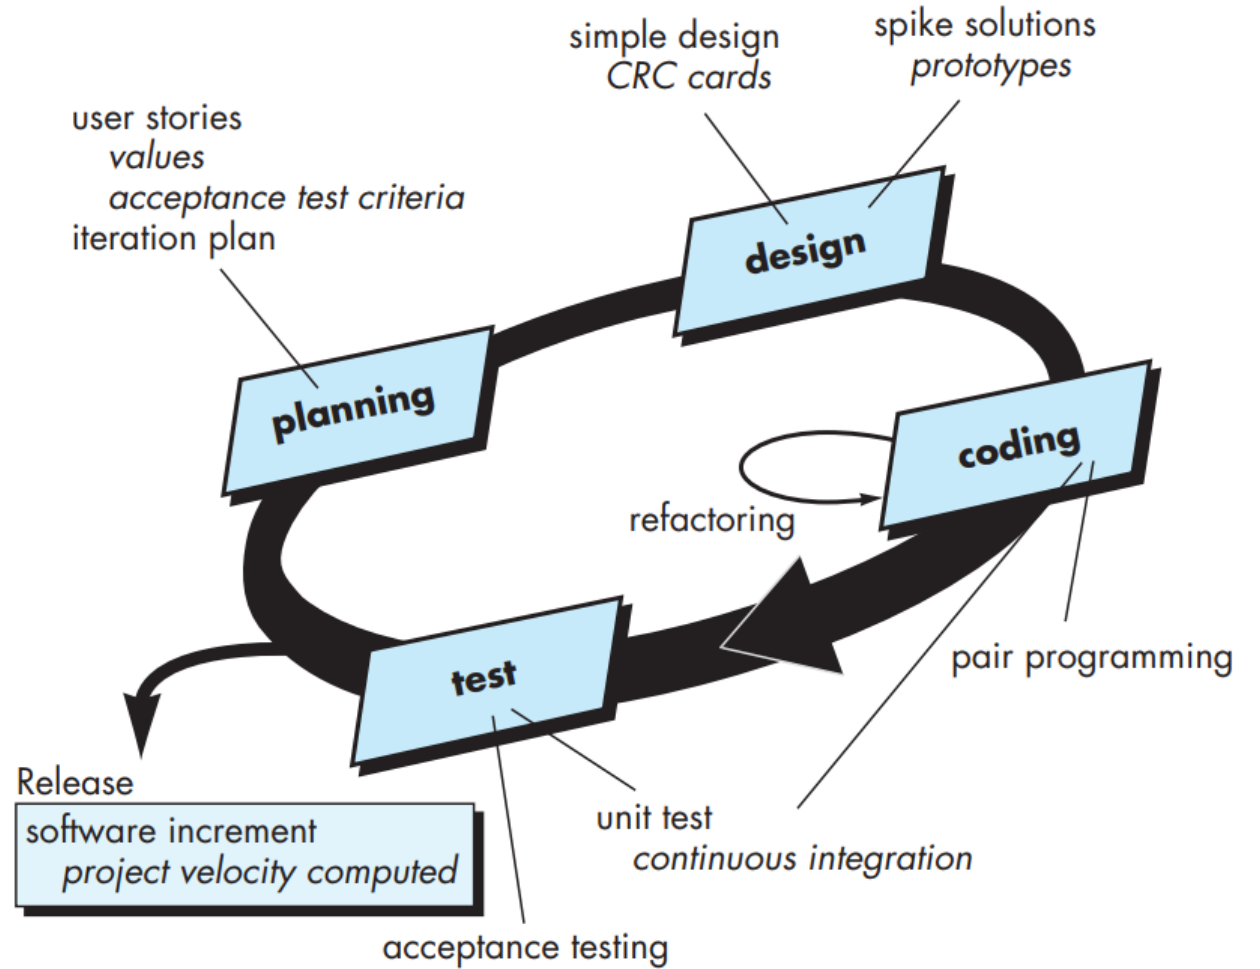 simple design
CRC cards
spike solutions
prototypes
user stories
values
acceptance test criteria
iteration plan
design
planning
coding
refactoring
test
pair programming
Release
software increment
project velocity computed
unit test
continuous integration
acceptance testing